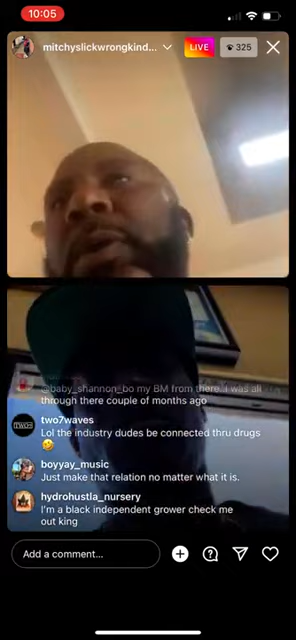 10:05
mitchyslickwrongkind...
LIVE
325
@baby_shannon_bo my BM from there. i was all
through there couple of months ago
two7waves
Lol the industry dudes be connected thru drugs
🤣
boyyay_music
Just make that relation no matter what it is.
hydrohustla_nursery
I'm a black independent grower check me
out king
Add a comment...